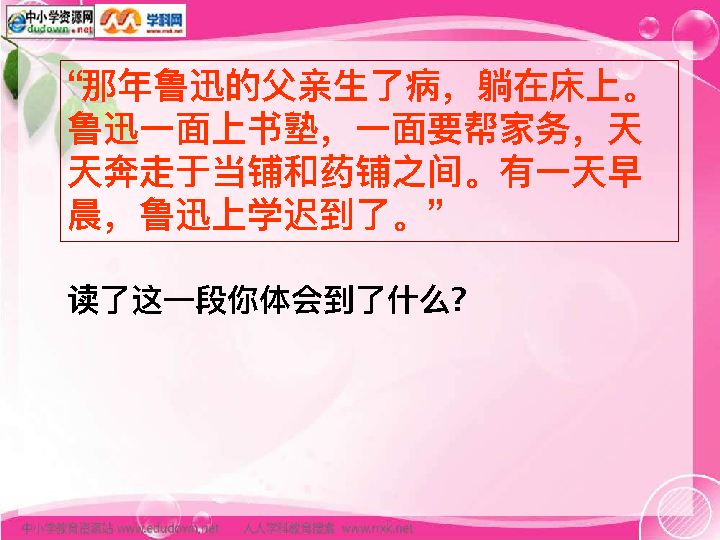 中小学资源网
edudown.net
学科网
www.nxk.net
“那年鲁迅的父亲生了病，躺在床上。
鲁迅一面上书塾，一面要帮家务，天
天奔走于当铺和药铺之间。有一天早
晨，鲁迅上学迟到了。”
读了这一段你体会到了什么?
中小学教育资源站 www.edudown.net 人人学科教育搜索 www.rrxk.net